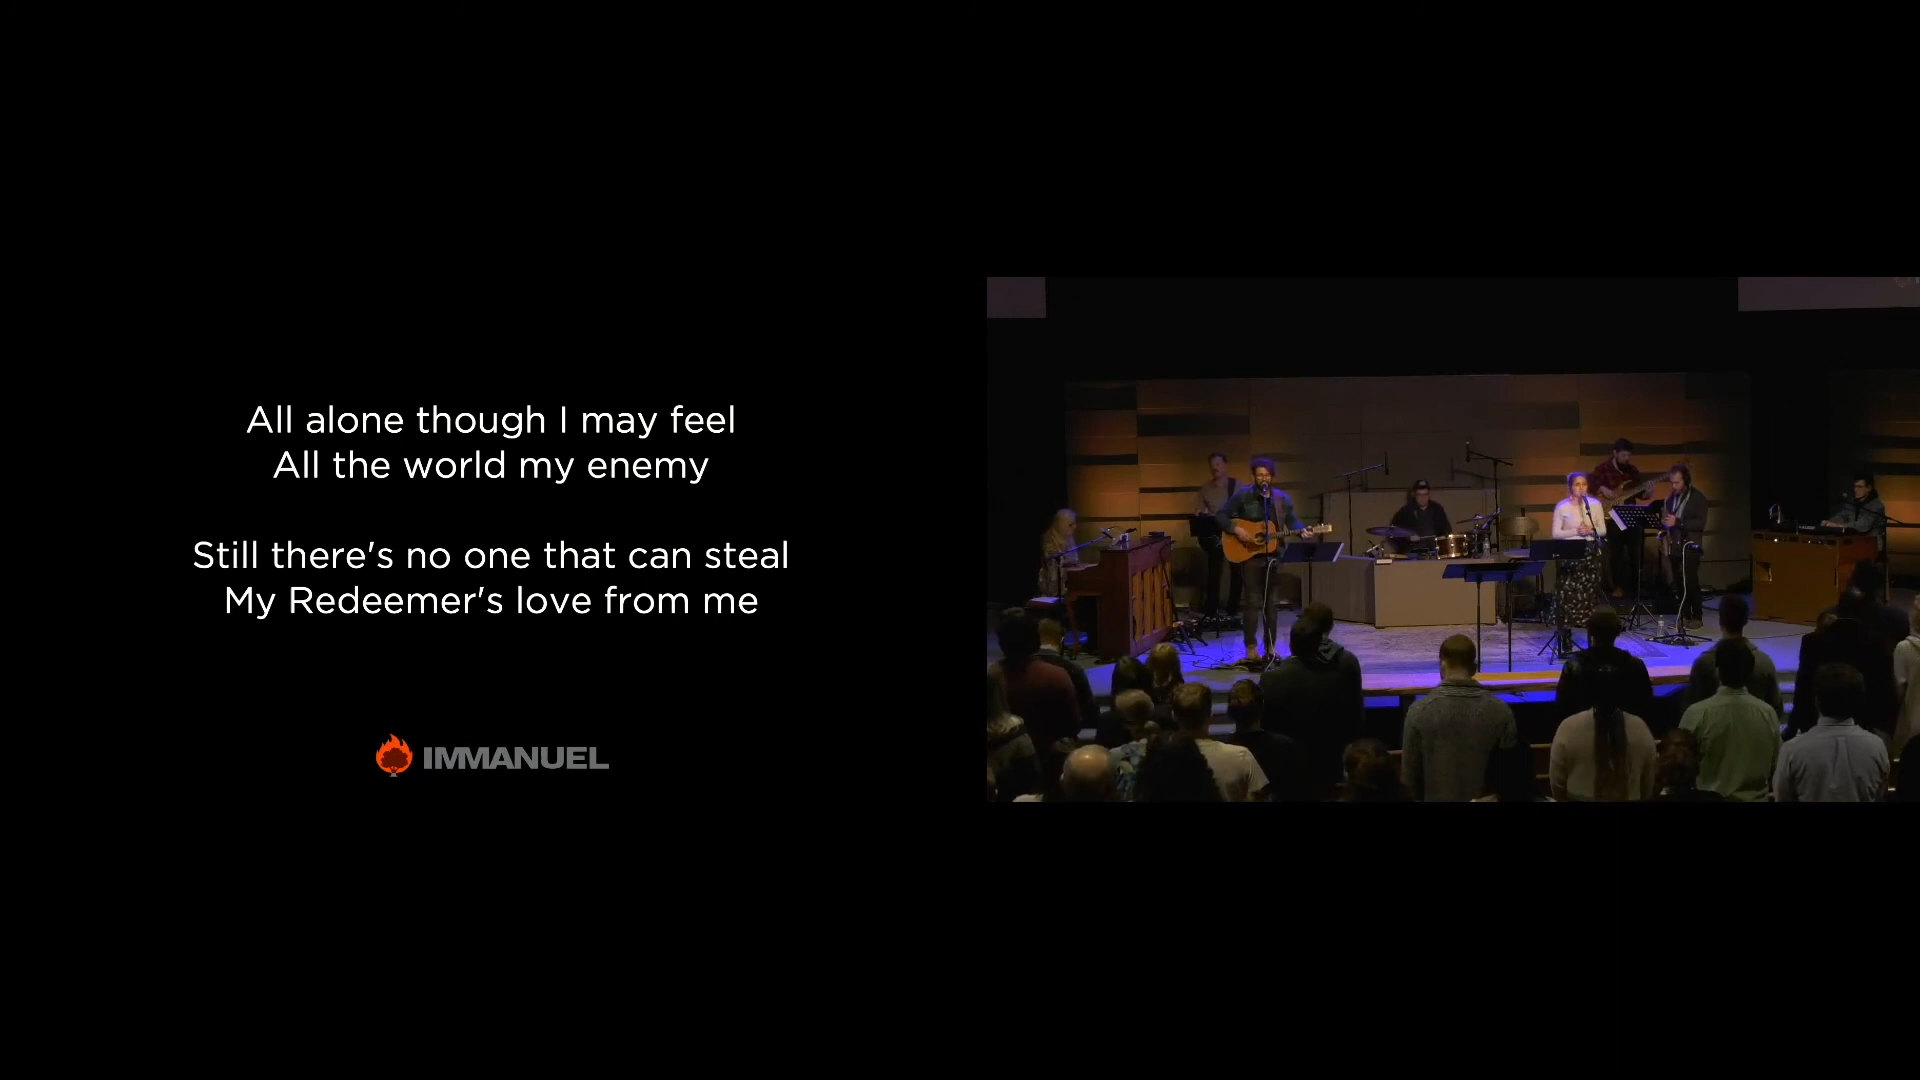 All alone though I may feel
All the world my enemy
Still there's no one that can steal
My Redeemer's love from me
IMMANUEL